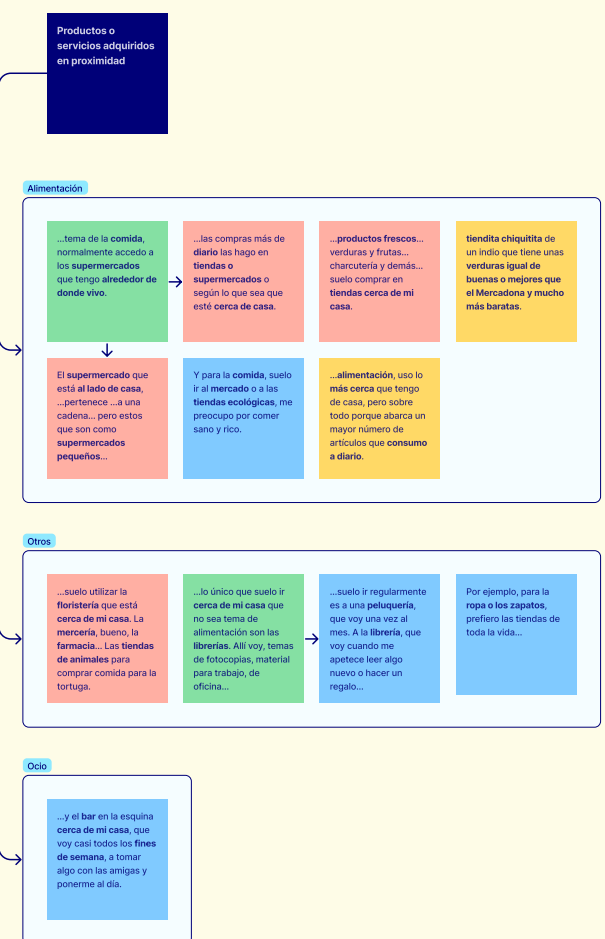 Productos o
servicios adquiridos
en proximidad
Alimentación
...tema de la comida,
normalmente accedo a
los supermercados
que tengo alrededor de
donde vivo.
...las compras más de
diario las hago en
tiendas o
supermercados o
según lo que sea que
esté cerca de casa.
...productos frescos...
verduras y frutas...
charcutería y demás...
suelo comprar en
tiendas cerca de mi
casa.
tiendita chiquitita de
un indio que tiene unas
verduras igual de
buenas o mejores que
el Mercadona y mucho
más baratas.
El supermercado que
está al lado de casa,
...pertenece ...a una
cadena... pero estos
que son como
supermercados
pequeños...
Y para la comida, suelo
ir al mercado o a las
tiendas ecológicas, me
preocupo por comer
sano y rico.
...alimentación, uso lo
más cerca que tengo
de casa, pero sobre
todo porque abarca un
mayor número de
artículos que consumo
a diario.
Otros
...suelo utilizar la
floristería que está
cerca de mi casa. La
mercería, bueno, la
farmacia... Las tiendas
de animales para
comprar comida para la
tortuga.
...lo único que suelo ir
cerca de mi casa que
no sea tema de
alimentación son las
librerías. Allí voy, temas
de fotocopias, material
para trabajo, de
oficina...
...suelo ir regularmente
es a una peluquería,
que voy una vez al
mes. A la librería, que
voy cuando me
apetece leer algo
nuevo o hacer un
regalo...
Por ejemplo, para la
ropa o los zapatos,
prefiero las tiendas de
toda la vida...
Ocio
...y el bar en la esquina
cerca de mi casa, que
voy casi todos los fines
de semana, a tomar
algo con las amigas y
ponerme al día.